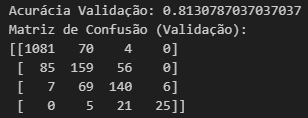 Acurácia Validação: 0.8130787037037037
Matriz de Confusão (Validação):
[[1081 70 4 0]
[ 85 159 56 0]
[ 7 69 140 6]
[ 0 5 21 25]]